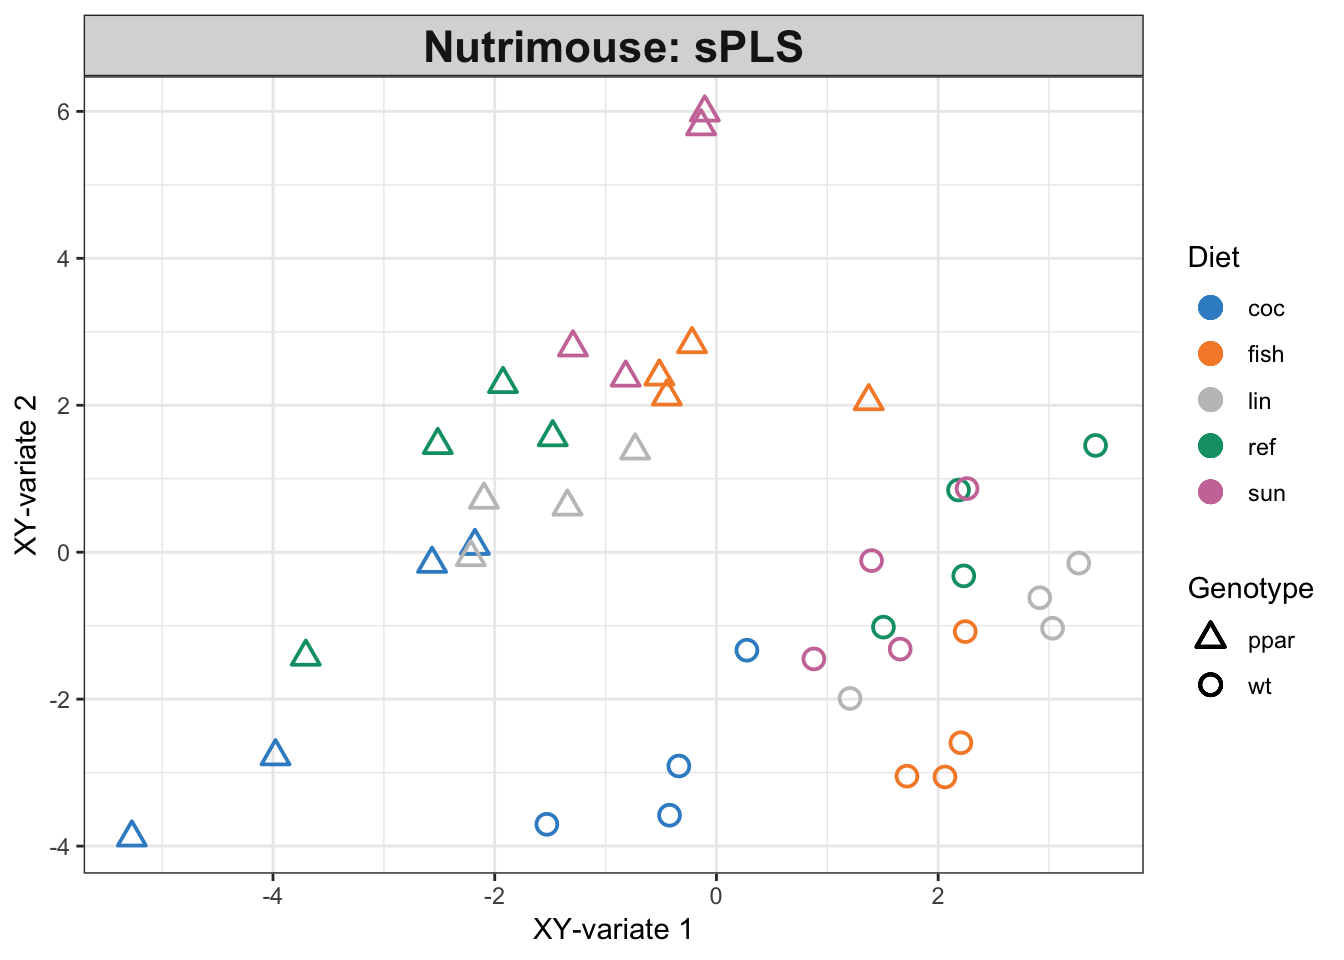 Nutrimouse: sPLS
6
4
2
0
-2
-4
XY-variate 2
-4
-2
0
2
XY-variate 1
Diet
coc
fish
lin
ref
sun
Genotype
ppar
wt